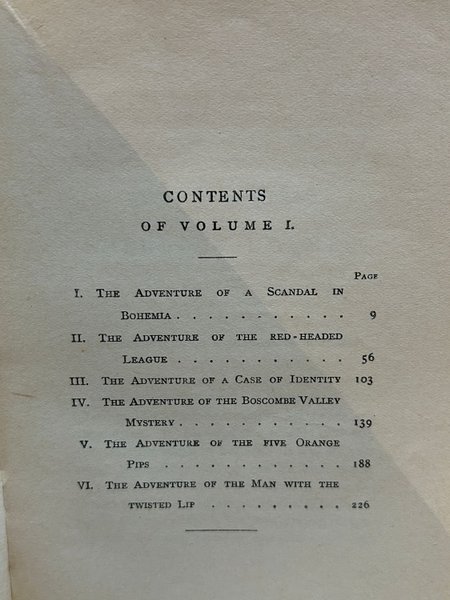 CONTENTS
OF VOLUME I.
PAGE
I. THE ADVENTURE OF A SCANDAL IN
BOHEMIA . . . . . . . . . . . 9
II. THE ADVENTURE OF THE RED-HEADED
LEAGUE . . . . . . . . . . . 56
III. THE ADVENTURE OF A CASE OF IDENTITY 103
IV. THE ADVENTURE OF THE BOSCOMBE VALLEY
MYSTERY . . . . . . . . . . . 139
V. THE ADVENTURE OF THE FIVE ORANGE
PIPS . . . . . . . . . . . . 188
VI. THE ADVENTURE OF THE MAN WITH THE
TWISTED LIP . . . . . . . . . 226